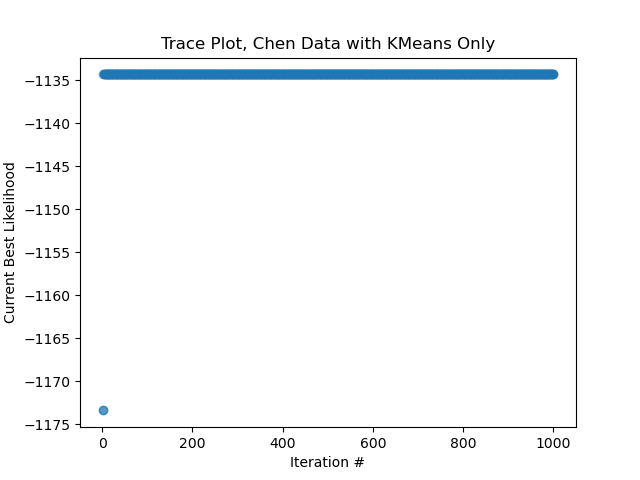 Trace Plot, Chen Data with KMeans Only
Current Best Likelihood
−1135
−1140
−1145
−1150
−1155
−1160
−1165
−1170
−1175
0 200 400 600 800 1000
Iteration #